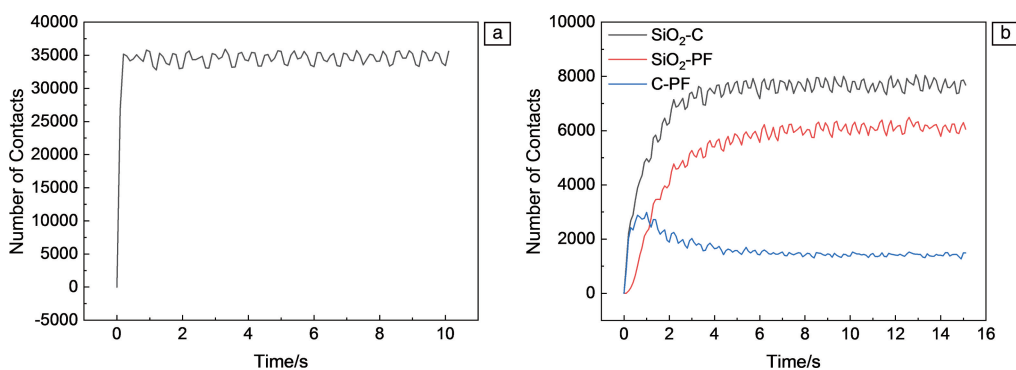 a
40000
35000
30000
25000
20000
15000
10000
5000
0
-5000
0 2 4 6 8 10
Number of Contacts
Time/s
b
10000
8000
6000
4000
2000
0
0 2 4 6 8 10 12 14 16
Number of Contacts
Time/s
SiO₂-C
SiO₂-PF
C-PF